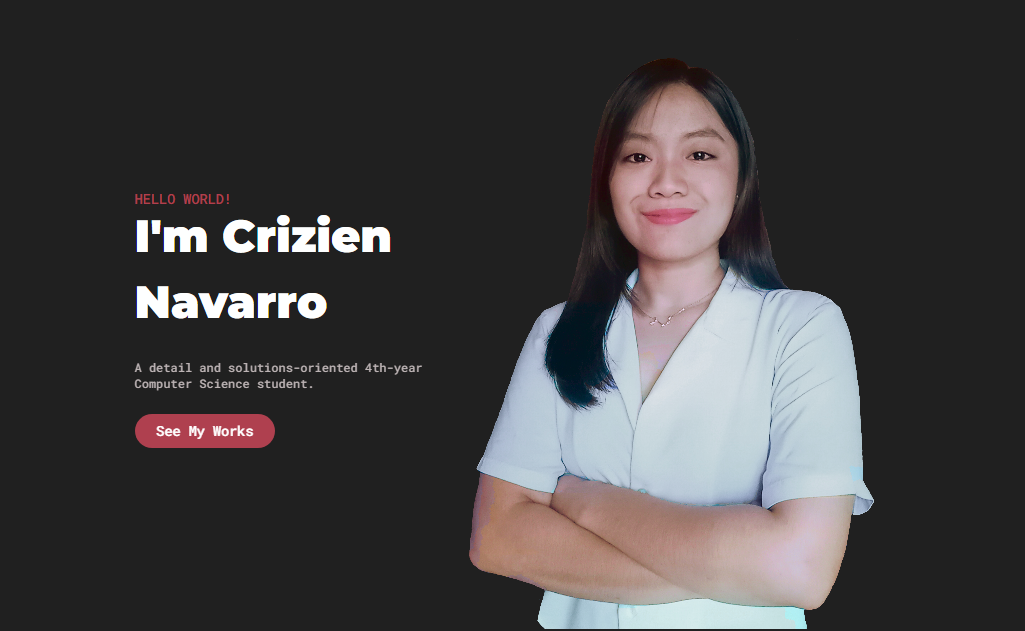 HELLO WORLD!
I'm Crizien
Navarro
A detail and solutions-oriented 4th-year
Computer Science student.
See My Works